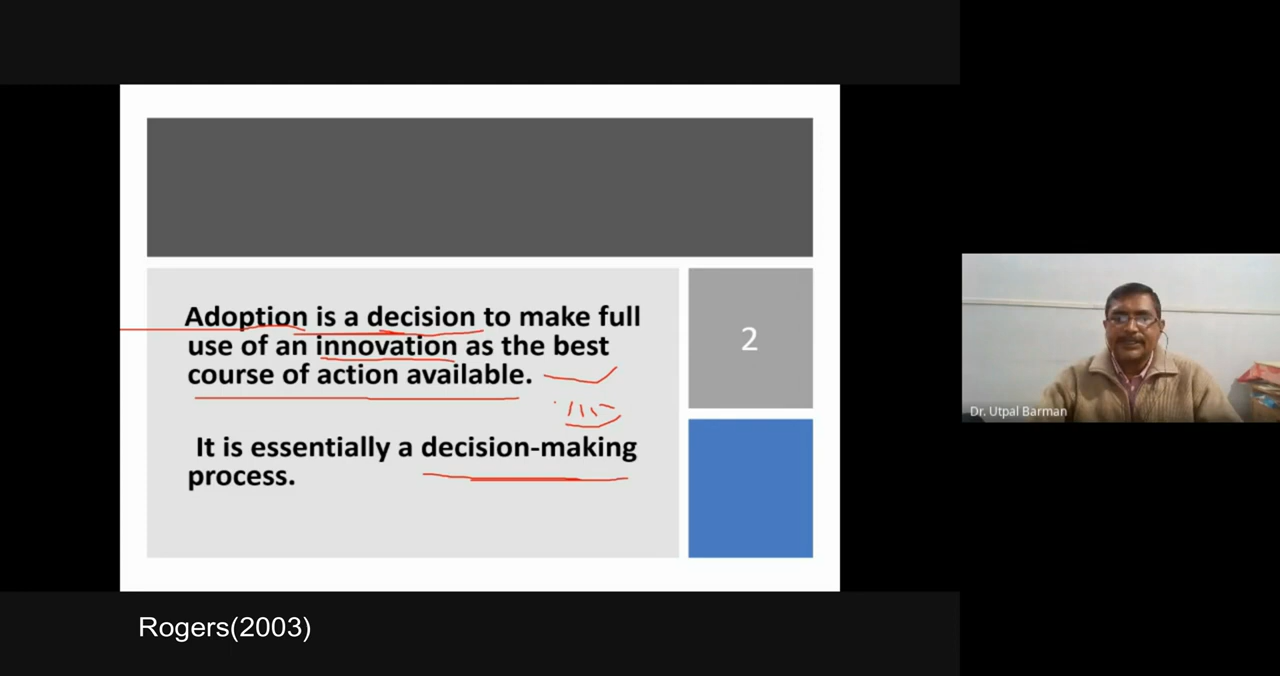 Adoption is a decision to make full
use of an innovation as the best
course of action available.
It is essentially a decision-making
process.
2
Dr. Utpal Barman
Rogers(2003)